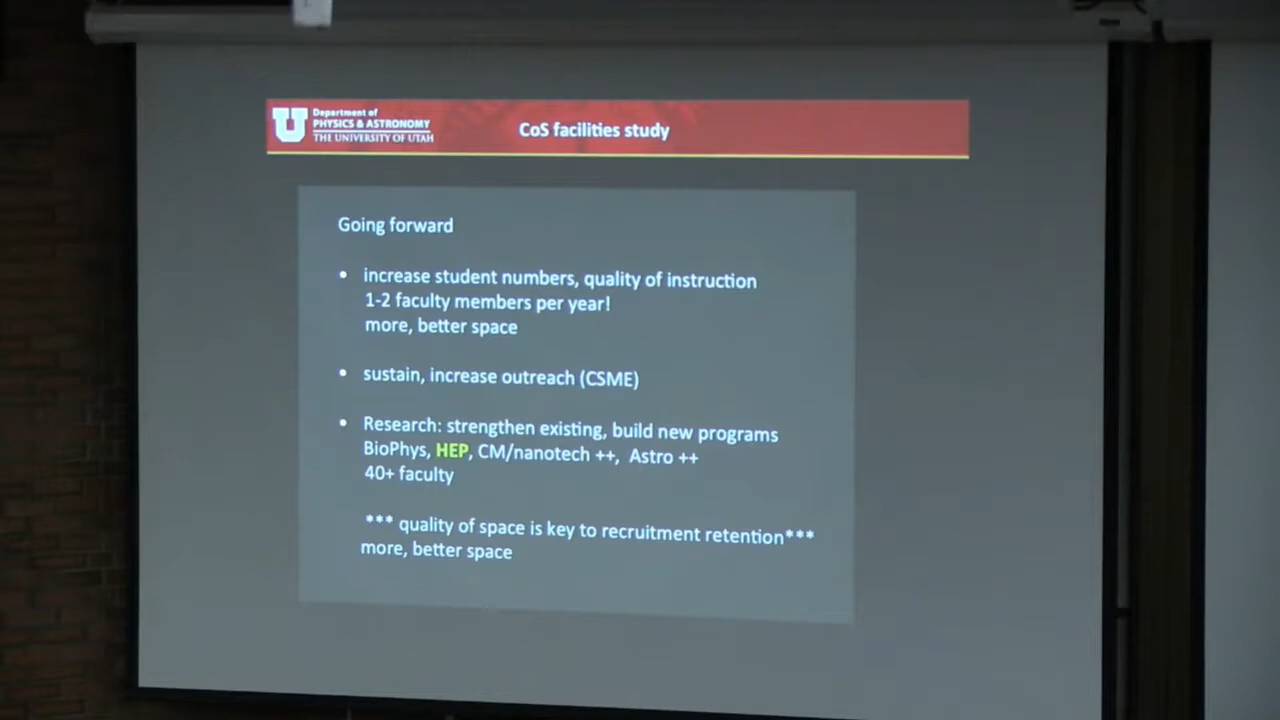 Department of
PHYSICS & ASTRONOMY
THE UNIVERSITY OF UTAH
CoS facilities study
Going forward
• increase student numbers, quality of instruction
1-2 faculty members per year!
more, better space
• sustain, increase outreach (CSME)
• Research: strengthen existing, build new programs
BioPhys, HEP, CM/nanotech ++, Astro ++
40+ faculty
*** quality of space is key to recruitment retention***
more, better space